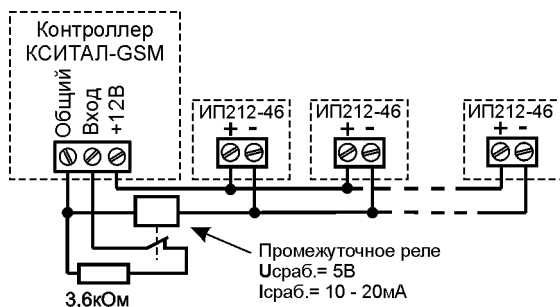 Контроллер
КСИТАЛ-GSM
Общий
Вход
+12В
ИП212-46
+ -
ИП212-46
+ -
ИП212-46
+ -
Промежуточное реле
Uсраб.= 5В
Iсраб.= 10 - 20мА
3,6кОм